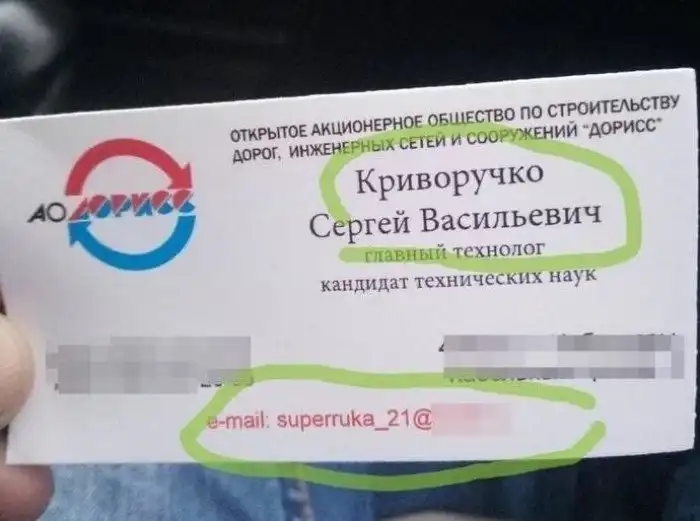 ОТКРЫТОЕ АКЦИОНЕРНОЕ ОБЩЕСТВО ПО СТРОИТЕЛЬСТВУ
ДОРОГ, ИНЖЕНЕРНЫХ СЕТЕЙ И СООРУЖЕНИЙ "ДОРИСС"
АО ДОРИСС
Криворучко
Сергей Васильевич
главный технолог
кандидат технических наук
e-mail: superruka_21@